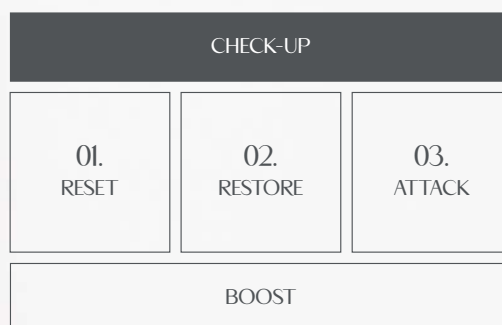 CHECK-UP
01.
RESET
02.
RESTORE
03.
ATTACK
BOOST